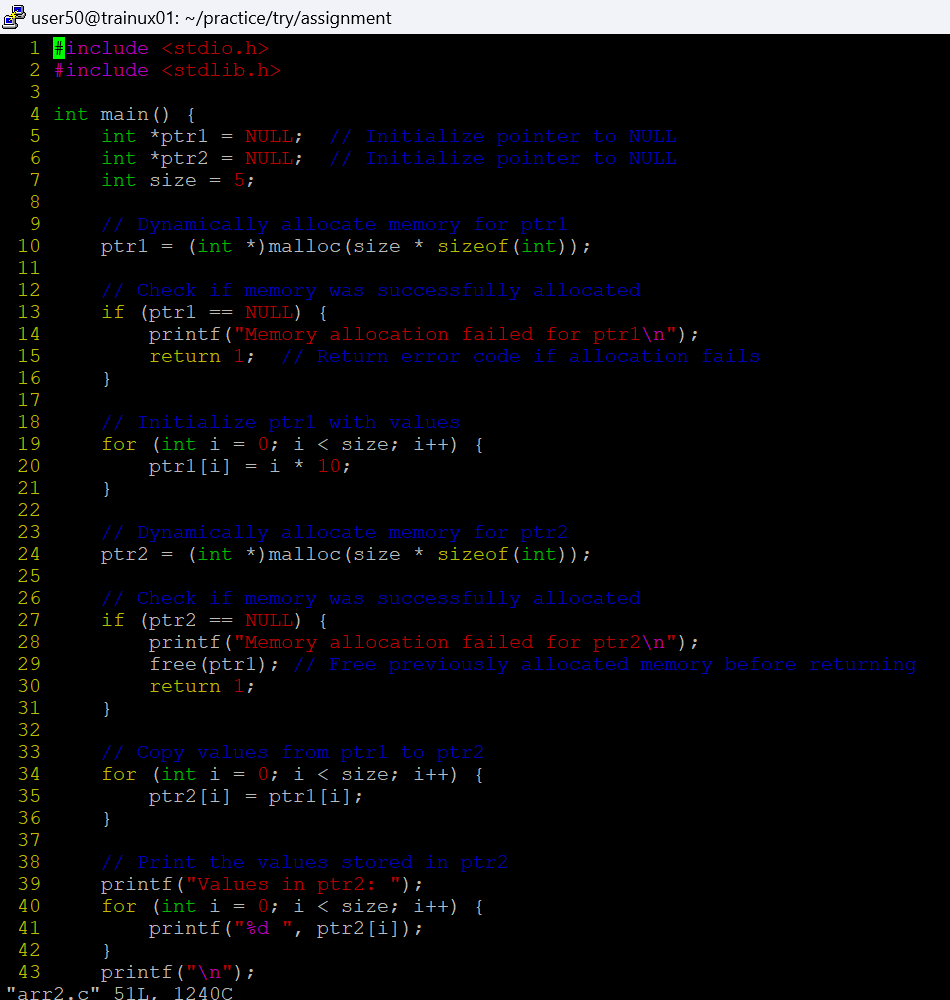 user50@trainux01: ~/practice/try/assignment
1 #include <stdio.h>
2 #include <stdlib.h>
3
4 int main() {
5     int *ptr1 = NULL;  // Initialize pointer to NULL
6     int *ptr2 = NULL;  // Initialize pointer to NULL
7     int size = 5;
8
9     // Dynamically allocate memory for ptr1
10     ptr1 = (int *)malloc(size * sizeof(int));
11
12     // Check if memory was successfully allocated
13     if (ptr1 == NULL) {
14         printf("Memory allocation failed for ptr1\n");
15         return 1;  // Return error code if allocation fails
16     }
17
18     // Initialize ptr1 with values
19     for (int i = 0; i < size; i++) {
20         ptr1[i] = i * 10;
21     }
22
23     // Dynamically allocate memory for ptr2
24     ptr2 = (int *)malloc(size * sizeof(int));
25
26     // Check if memory was successfully allocated
27     if (ptr2 == NULL) {
28         printf("Memory allocation failed for ptr2\n");
29         free(ptr1); // Free previously allocated memory before returning
30         return 1;
31     }
32
33     // Copy values from ptr1 to ptr2
34     for (int i = 0; i < size; i++) {
35         ptr2[i] = ptr1[i];
36     }
37
38     // Print the values stored in ptr2
39     printf("Values in ptr2: ");
40     for (int i = 0; i < size; i++) {
41         printf("%d ", ptr2[i]);
42     }
43     printf("\n");
"arr2.c" 51L, 1240C